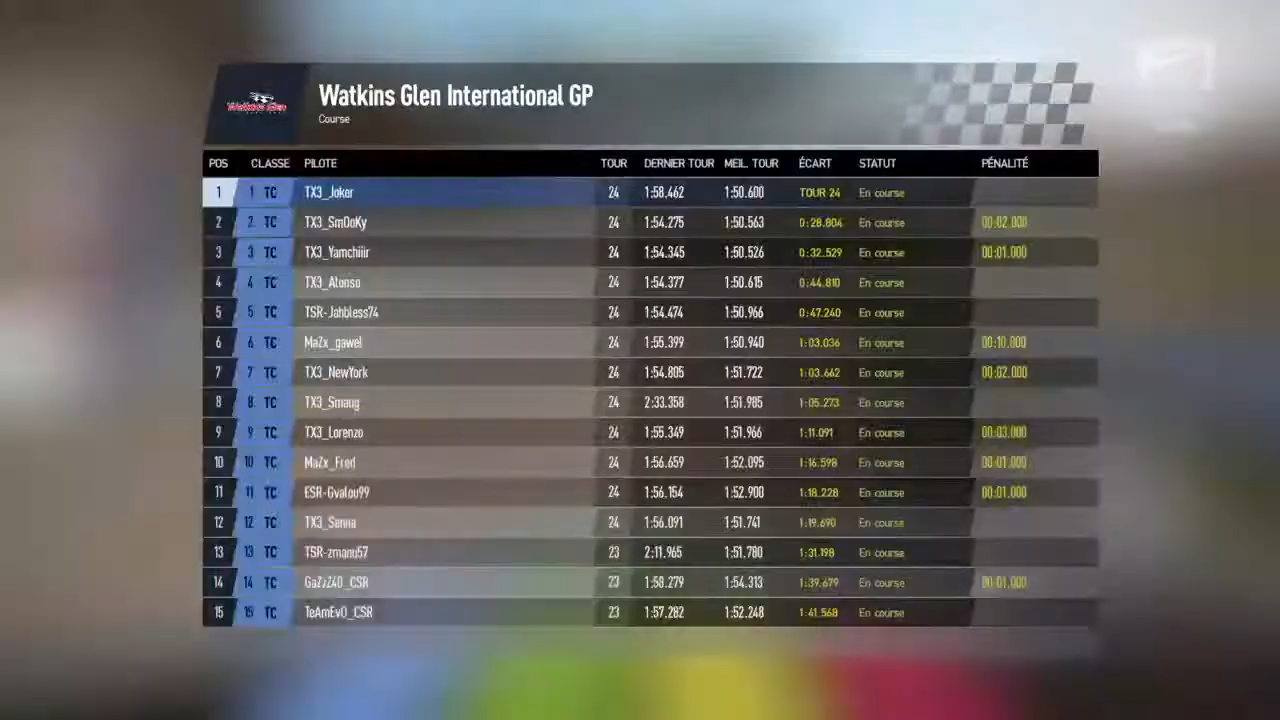 Watkins Glen
Watkins Glen International GP
Course
POS CLASSE PILOTE TOUR DERNIER TOUR MEIL. TOUR ÉCART STATUT PÉNALITÉ
1 1 TC TX3_Joker 24 1:58.462 1:50.600 TOUR 24 En course
2 2 TC TX3_SmOoKy 24 1:54.275 1:50.563 0:28.804 En course 00:02.000
3 3 TC TX3_Yamchiiir 24 1:54.345 1:50.526 0:32.529 En course 00:01.000
4 4 TC TX3_Alonso 24 1:54.377 1:50.615 0:44.810 En course
5 5 TC TSR-Jahbless74 24 1:54.474 1:50.966 0:47.240 En course
6 6 TC MaZx_gawel 24 1:55.399 1:50.940 1:03.036 En course 00:10.000
7 7 TC TX3_NewYork 24 1:54.805 1:51.722 1:03.662 En course 00:02.000
8 8 TC TX3_Smaug 24 2:33.358 1:51.985 1:05.273 En course
9 9 TC TX3_Lorenzo 24 1:55.349 1:51.966 1:11.091 En course 00:03.000
10 10 TC MaZx_Fred 24 1:56.659 1:52.095 1:16.598 En course 00:01.000
11 11 TC ESR-Gvalou99 24 1:56.154 1:52.900 1:18.228 En course 00:01.000
12 12 TC TX3_Senna 24 1:56.091 1:51.741 1:19.690 En course
13 13 TC TSR-zmanu57 23 2:11.965 1:51.780 1:31.198 En course
14 14 TC GaZzZ40_CSR 23 1:58.279 1:54.313 1:39.679 En course 00:01.000
15 15 TC TeAmEvO_CSR 23 1:57.282 1:52.248 1:41.568 En course